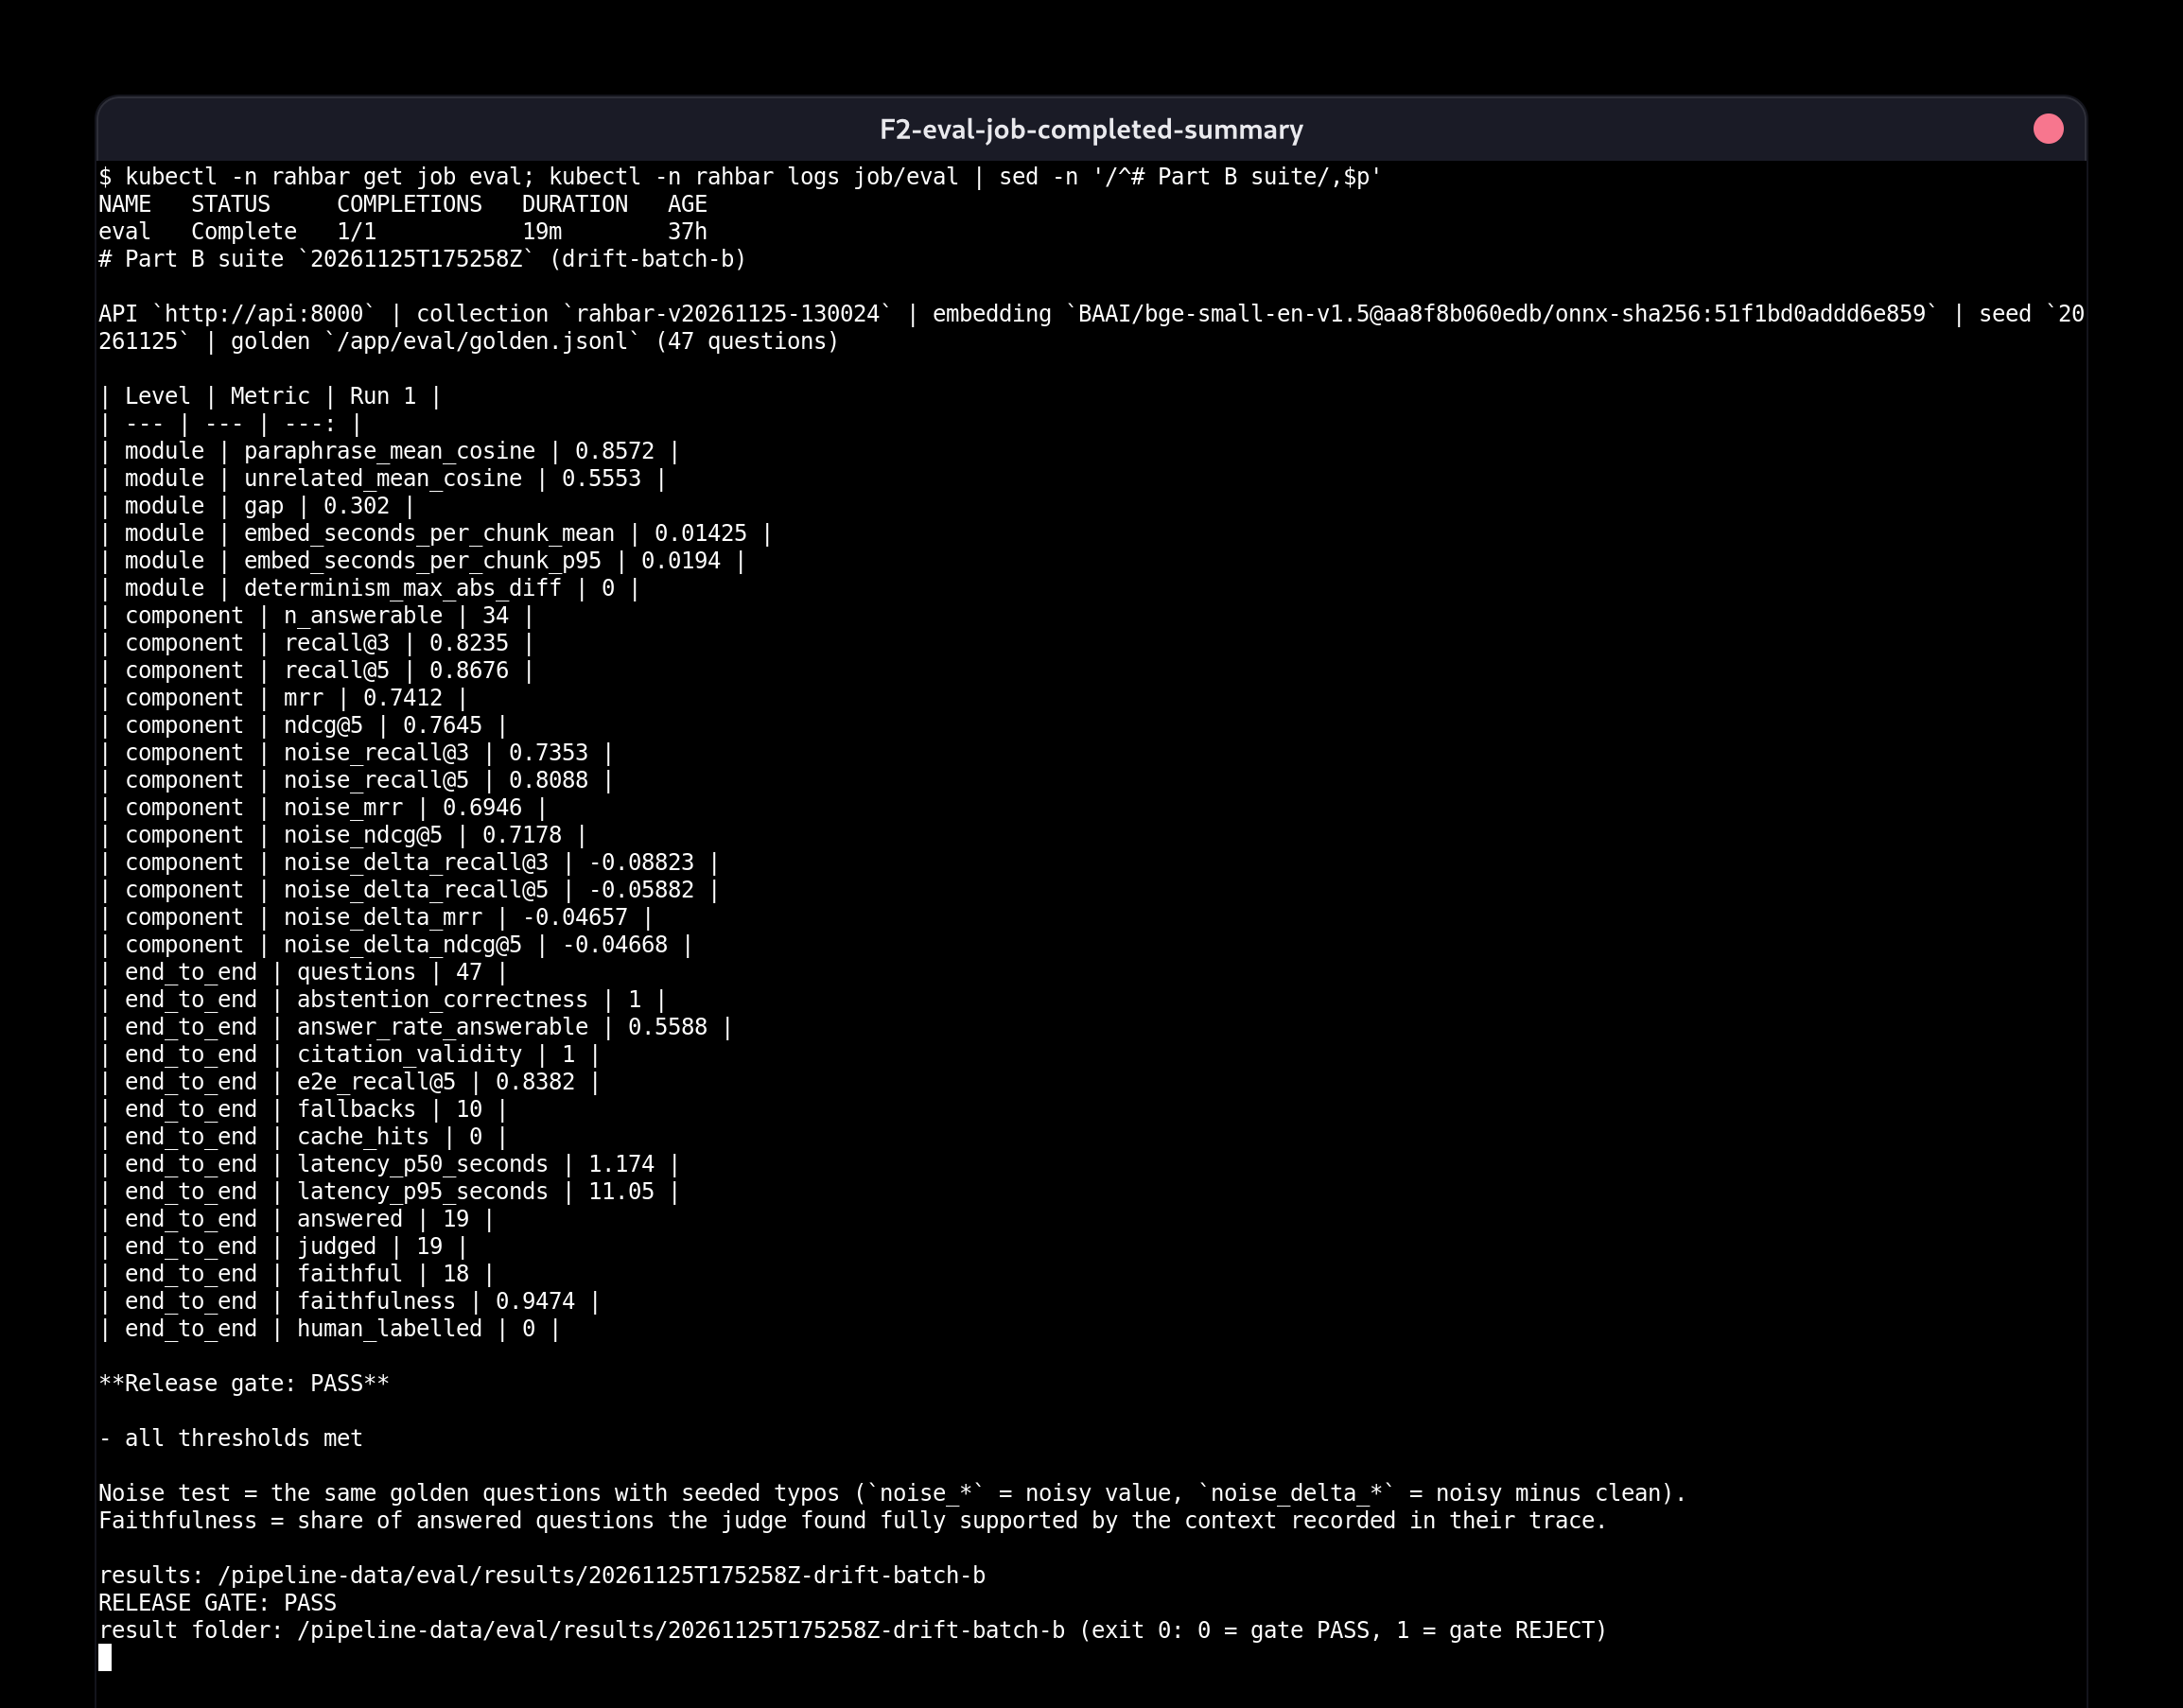 F2-eval-job-completed-summary
$ kubectl -n rahbar get job eval; kubectl -n rahbar logs job/eval | sed -n '/^# Part B suite/,$p'
NAME   STATUS     COMPLETIONS   DURATION   AGE
eval   Complete   1/1           19m        37h
# Part B suite `20261125T175258Z` (drift-batch-b)

API `http://api:8000` | collection `rahbar-v20261125-130024` | embedding `BAAI/bge-small-en-v1.5@aa8f8b060edb/onnx-sha256:51f1bd0addd6e859` | seed `20
261125` | golden `/app/eval/golden.jsonl` (47 questions)

| Level | Metric | Run 1 |
| --- | --- | ---: |
| module | paraphrase_mean_cosine | 0.8572 |
| module | unrelated_mean_cosine | 0.5553 |
| module | gap | 0.302 |
| module | embed_seconds_per_chunk_mean | 0.01425 |
| module | embed_seconds_per_chunk_p95 | 0.0194 |
| module | determinism_max_abs_diff | 0 |
| component | n_answerable | 34 |
| component | recall@3 | 0.8235 |
| component | recall@5 | 0.8676 |
| component | mrr | 0.7412 |
| component | ndcg@5 | 0.7645 |
| component | noise_recall@3 | 0.7353 |
| component | noise_recall@5 | 0.8088 |
| component | noise_mrr | 0.6946 |
| component | noise_ndcg@5 | 0.7178 |
| component | noise_delta_recall@3 | -0.08823 |
| component | noise_delta_recall@5 | -0.05882 |
| component | noise_delta_mrr | -0.04657 |
| component | noise_delta_ndcg@5 | -0.04668 |
| end_to_end | questions | 47 |
| end_to_end | abstention_correctness | 1 |
| end_to_end | answer_rate_answerable | 0.5588 |
| end_to_end | citation_validity | 1 |
| end_to_end | e2e_recall@5 | 0.8382 |
| end_to_end | fallbacks | 10 |
| end_to_end | cache_hits | 0 |
| end_to_end | latency_p50_seconds | 1.174 |
| end_to_end | latency_p95_seconds | 11.05 |
| end_to_end | answered | 19 |
| end_to_end | judged | 19 |
| end_to_end | faithful | 18 |
| end_to_end | faithfulness | 0.9474 |
| end_to_end | human_labelled | 0 |

**Release gate: PASS**

- all thresholds met

Noise test = the same golden questions with seeded typos (`noise_*` = noisy value, `noise_delta_*` = noisy minus clean).
Faithfulness = share of answered questions the judge found fully supported by the context recorded in their trace.

results: /pipeline-data/eval/results/20261125T175258Z-drift-batch-b
RELEASE GATE: PASS
result folder: /pipeline-data/eval/results/20261125T175258Z-drift-batch-b (exit 0: 0 = gate PASS, 1 = gate REJECT)